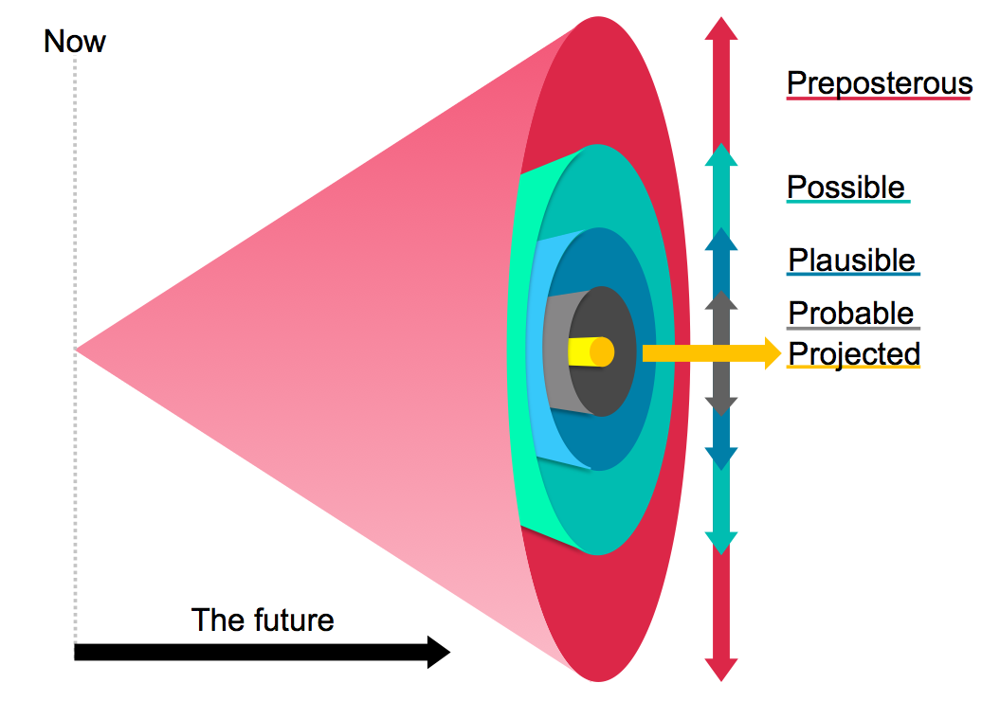 Now
Preposterous
Possible
Plausible
Probable
Projected
The future